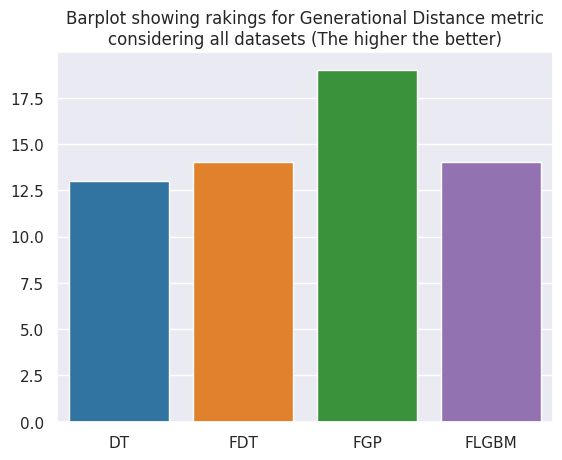 Barplot showing rakings for Generational Distance metric
considering all datasets (The higher the better)
17.5
15.0
12.5
10.0
7.5
5.0
2.5
0.0
DT FDT FGP FLGBM